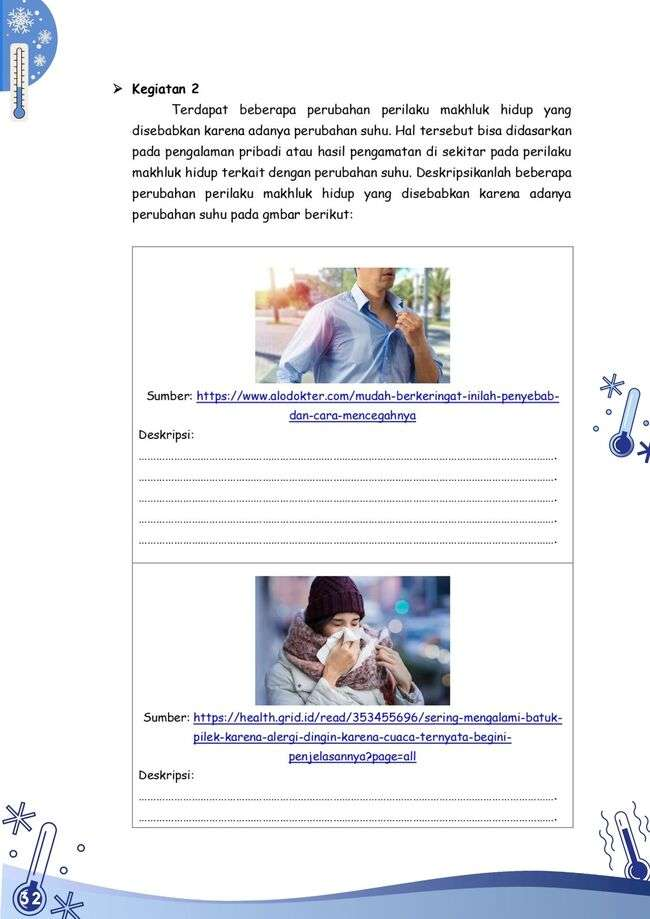 ➢ Kegiatan 2
Terdapat beberapa perubahan perilaku makhluk hidup yang
disebabkan karena adanya perubahan suhu. Hal tersebut bisa didasarkan
pada pengalaman pribadi atau hasil pengamatan di sekitar pada perilaku
makhluk hidup terkait dengan perubahan suhu. Deskripsikanlah beberapa
perubahan perilaku makhluk hidup yang disebabkan karena adanya
perubahan suhu pada gmbar berikut:
Sumber: https://www.alodokter.com/mudah-berkeringat-inilah-penyebab-
dan-cara-mencegahnya
Deskripsi:
Sumber: https://health.grid.id/read/353455696/sering-mengalami-batuk-
pilek-karena-alergi-dingin-karena-cuaca-ternyata-begini-
penjelasannya?page=all
Deskripsi:
32